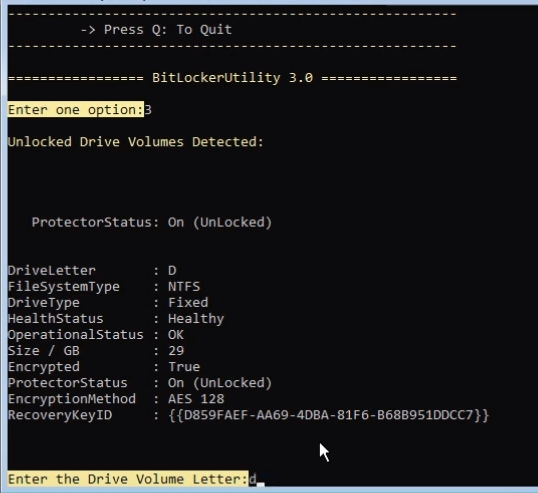 --------------------------------------------------------
-> Press Q: To Quit
--------------------------------------------------------
================= BitLockerUtility 3.0 =================
Enter one option:3
Unlocked Drive Volumes Detected:
ProtectorStatus: On (UnLocked)
DriveLetter : D
FileSystemType : NTFS
DriveType : Fixed
HealthStatus : Healthy
OperationalStatus : OK
Size / GB : 29
Encrypted : True
ProtectorStatus : On (UnLocked)
EncryptionMethod : AES 128
RecoveryKeyID : {{D859FAEF-AA69-4DBA-81F6-B68B951DDCC7}}
Enter the Drive Volume Letter:d_